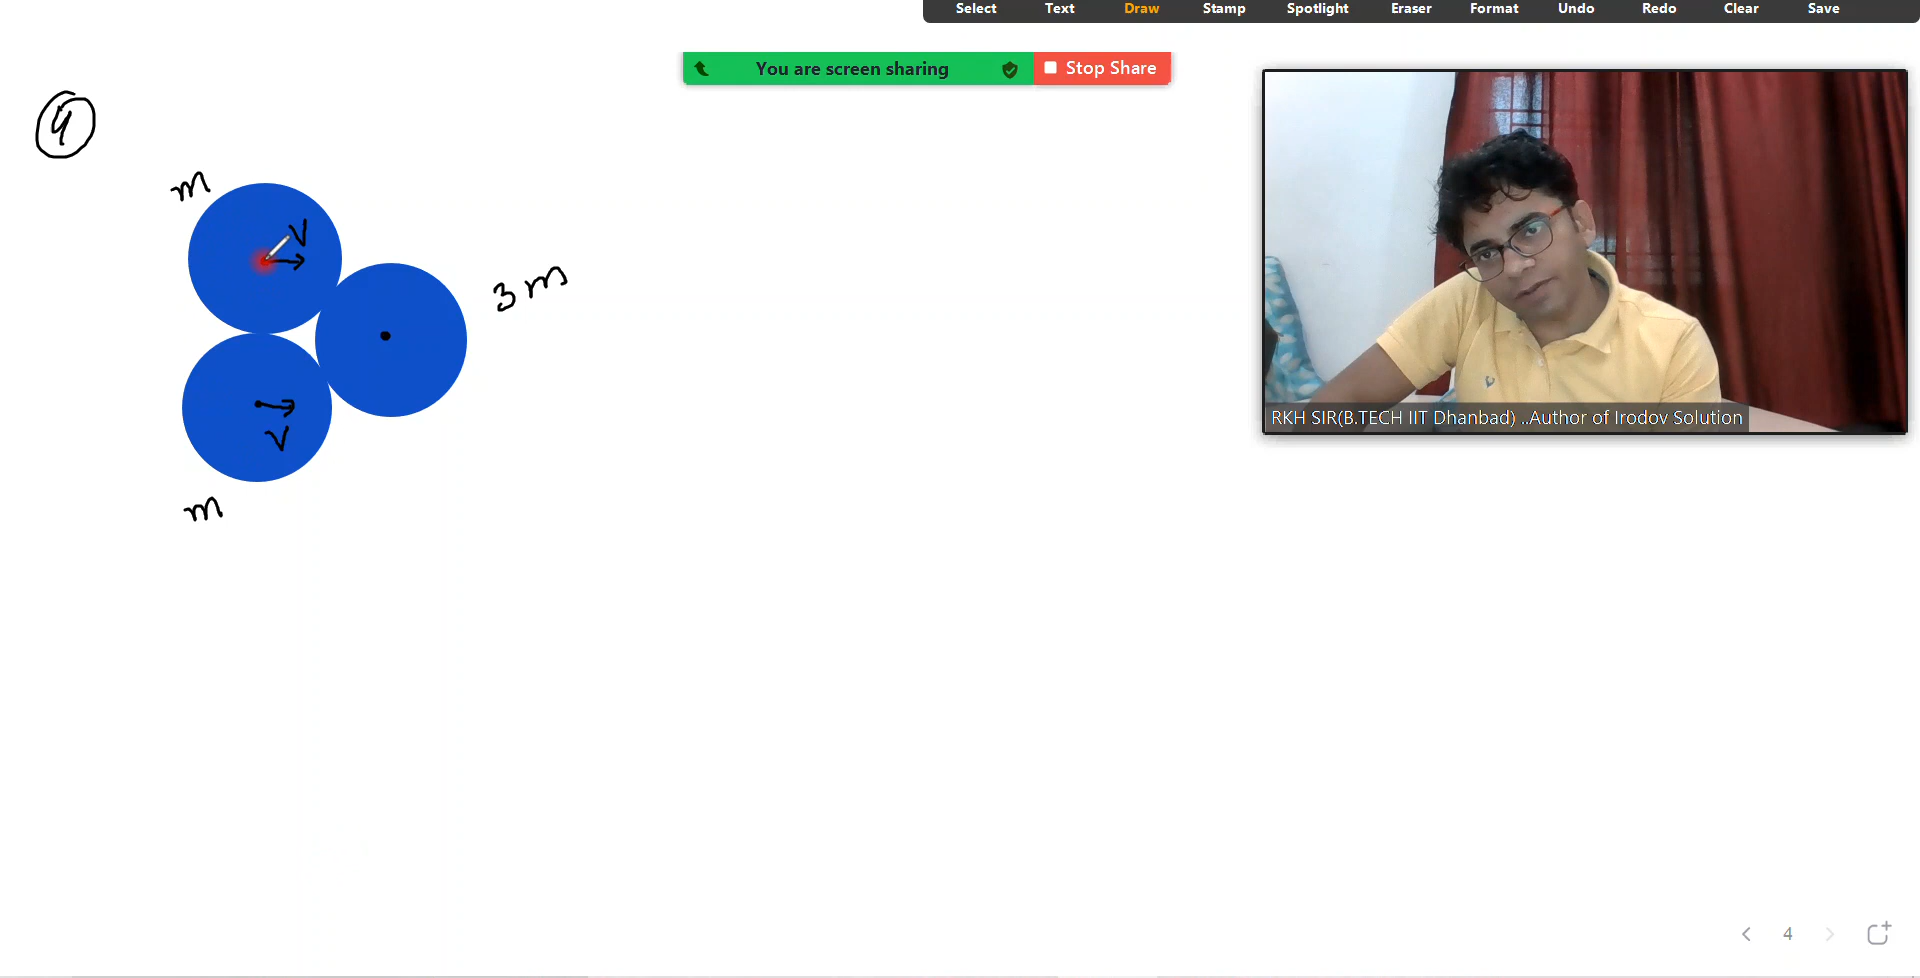 Select Text Draw Stamp Spotlight Eraser Format Undo Redo Clear Save
You are screen sharing Stop Share
4
m
V
3m
V
m
RKH SIR(B.TECH IIT Dhanbad) ..Author of Irodov Solution
4